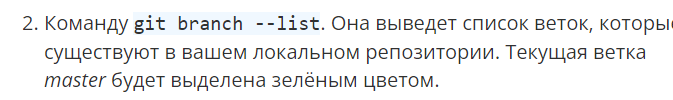 2. Команду git branch --list. Она выведет список веток, которые
существуют в вашем локальном репозитории. Текущая ветка
master будет выделена зелёным цветом.